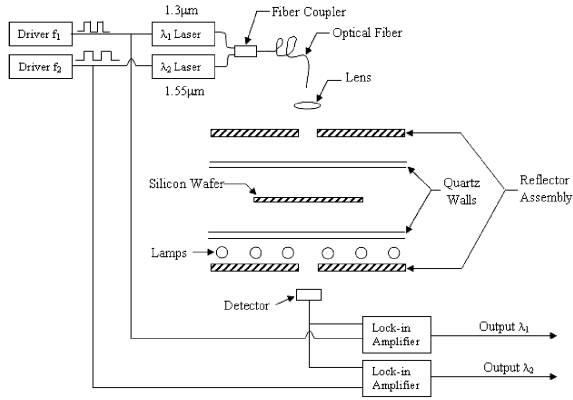 1.3μm
Fiber Coupler
Driver f1
λ1 Laser
Optical Fiber
Driver f2
λ2 Laser
1.55μm
Lens
Silicon Wafer
Quartz
Walls
Reflector
Assembly
Lamps
Detector
Lock-in
Amplifier
Output λ1
Lock-in
Amplifier
Output λ2